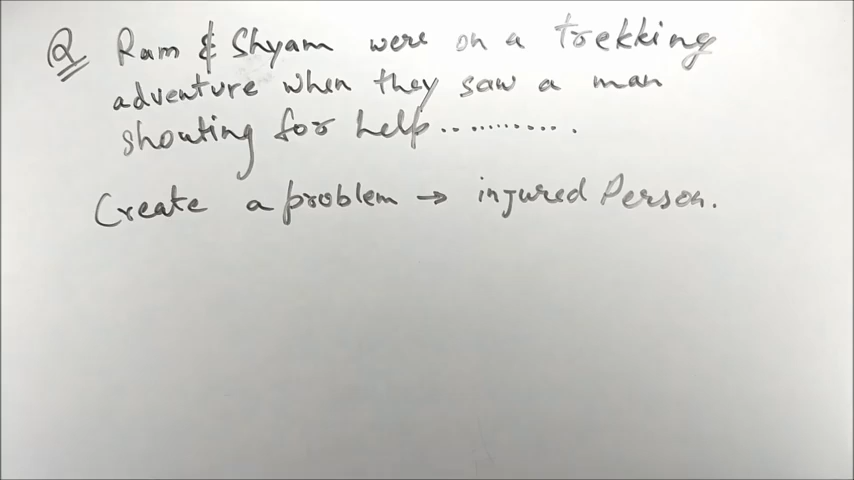 Q Ram & Shyam were on a trekking
adventure when they saw a man
shouting for help............
Create a problem → injured Person.